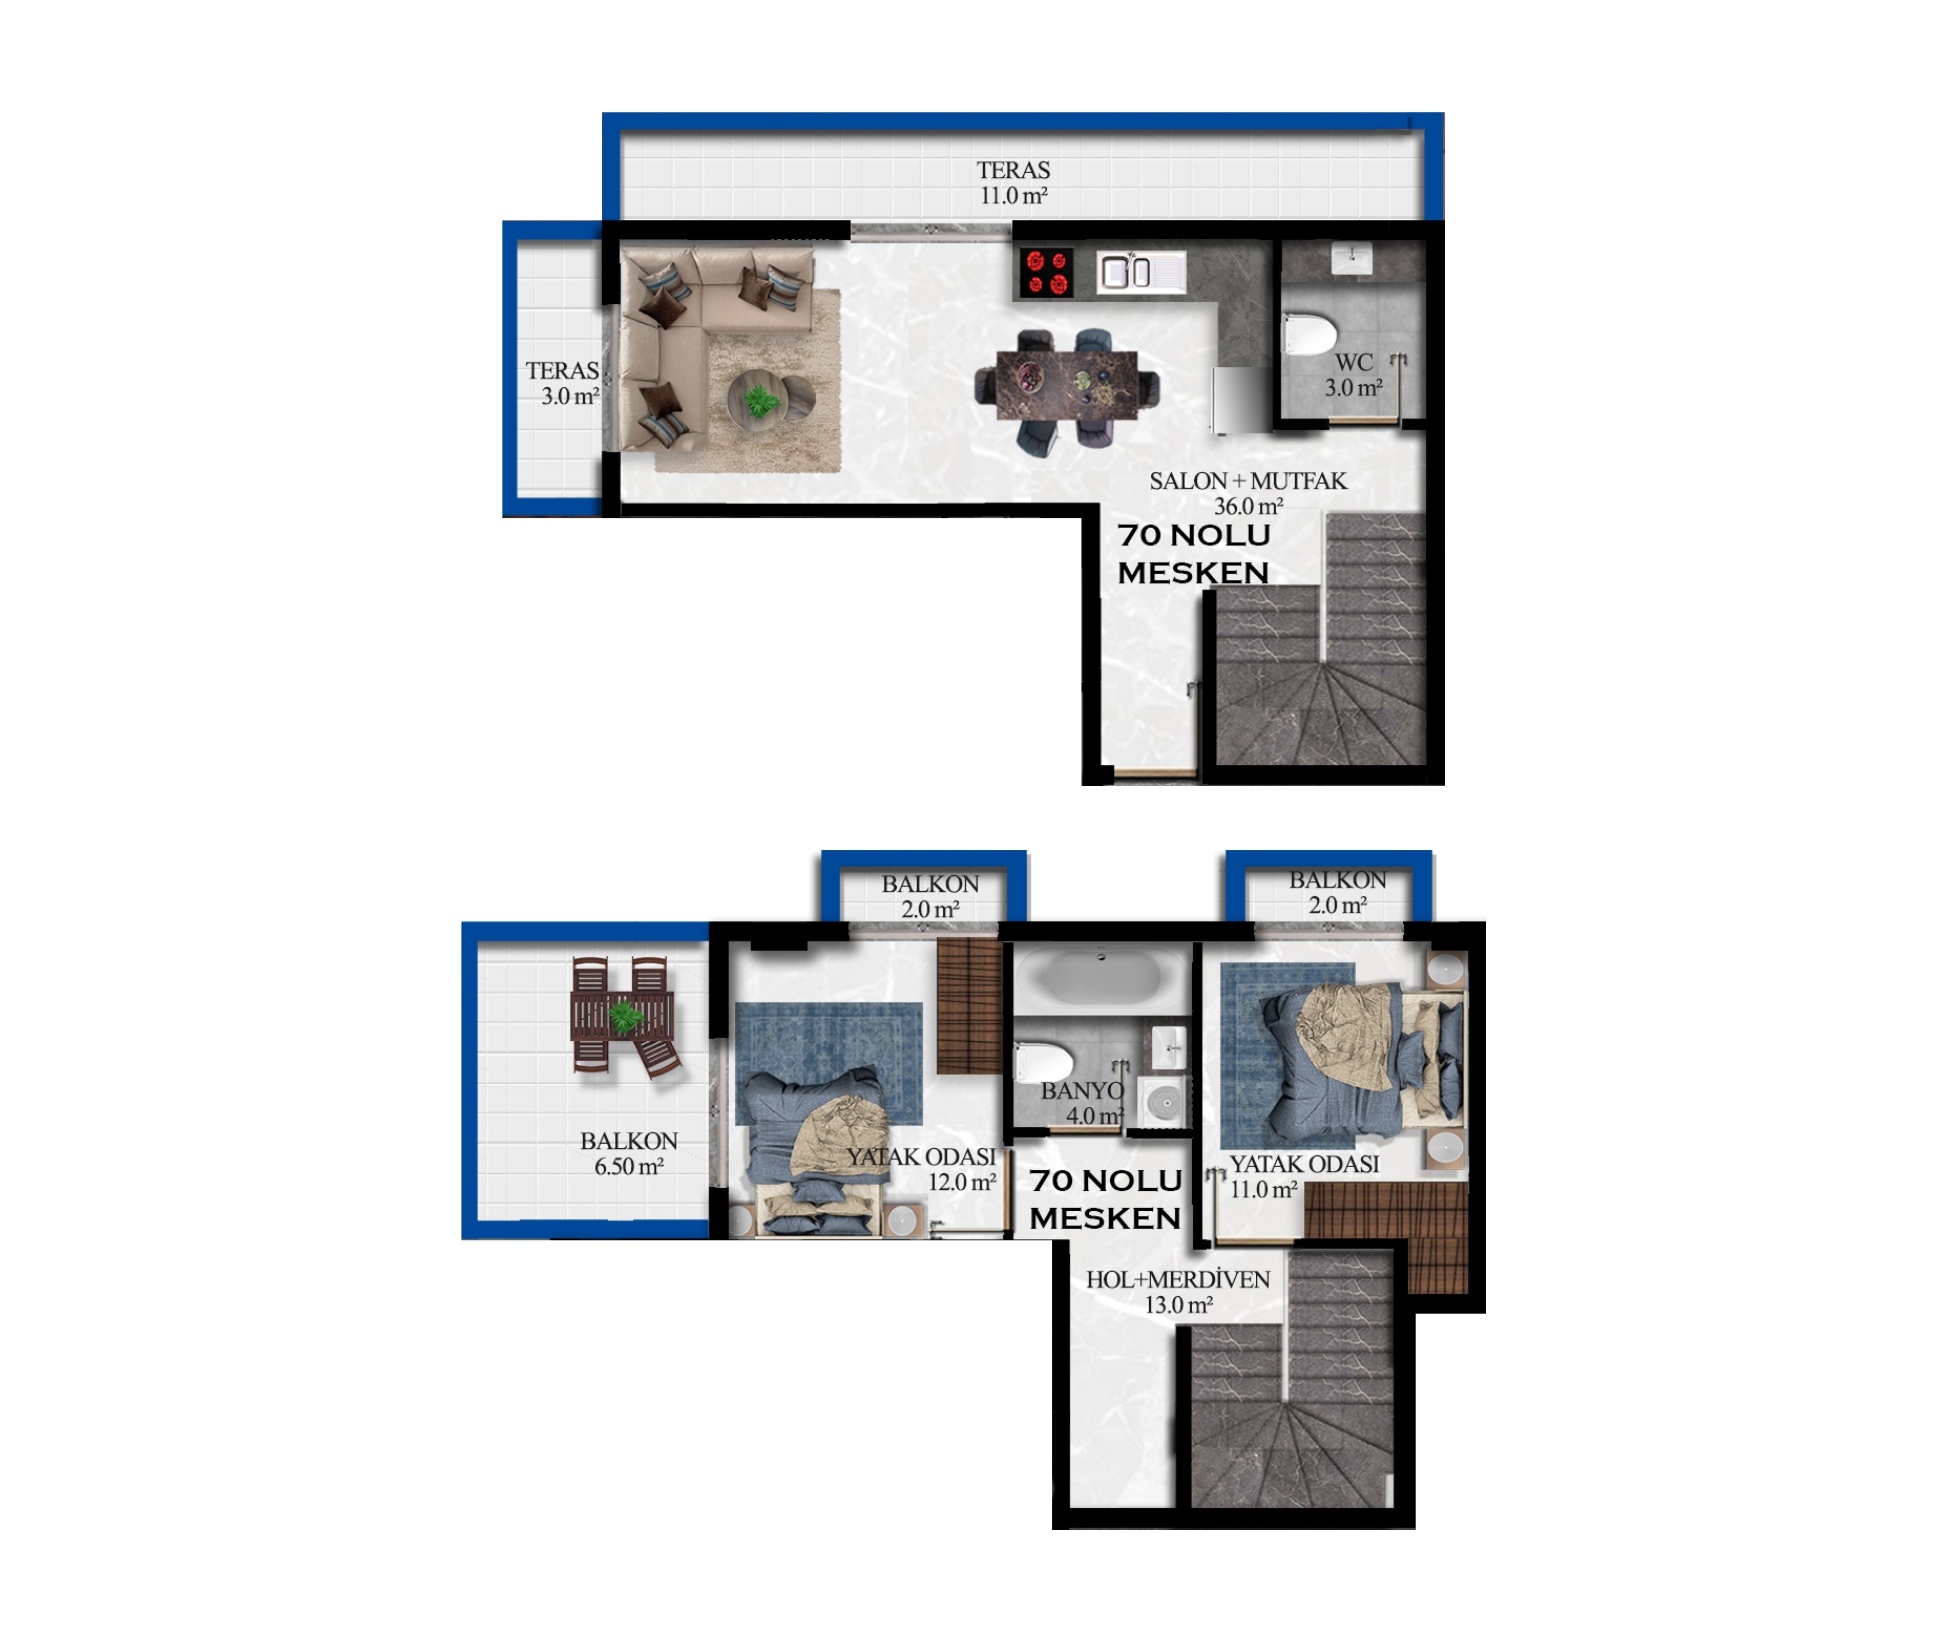 TERAS
11.0 m²
TERAS
3.0 m²
WC
3.0 m²
SALON + MUTFAK
36.0 m²
70 NOLU
MESKEN
BALKON
2.0 m²
BALKON
2.0 m²
BANYO
4.0 m²
BALKON
6.50 m²
YATAK ODASI
12.0 m²
70 NOLU
MESKEN
YATAK ODASI
11.0 m²
HOL+MERDİVEN
13.0 m²